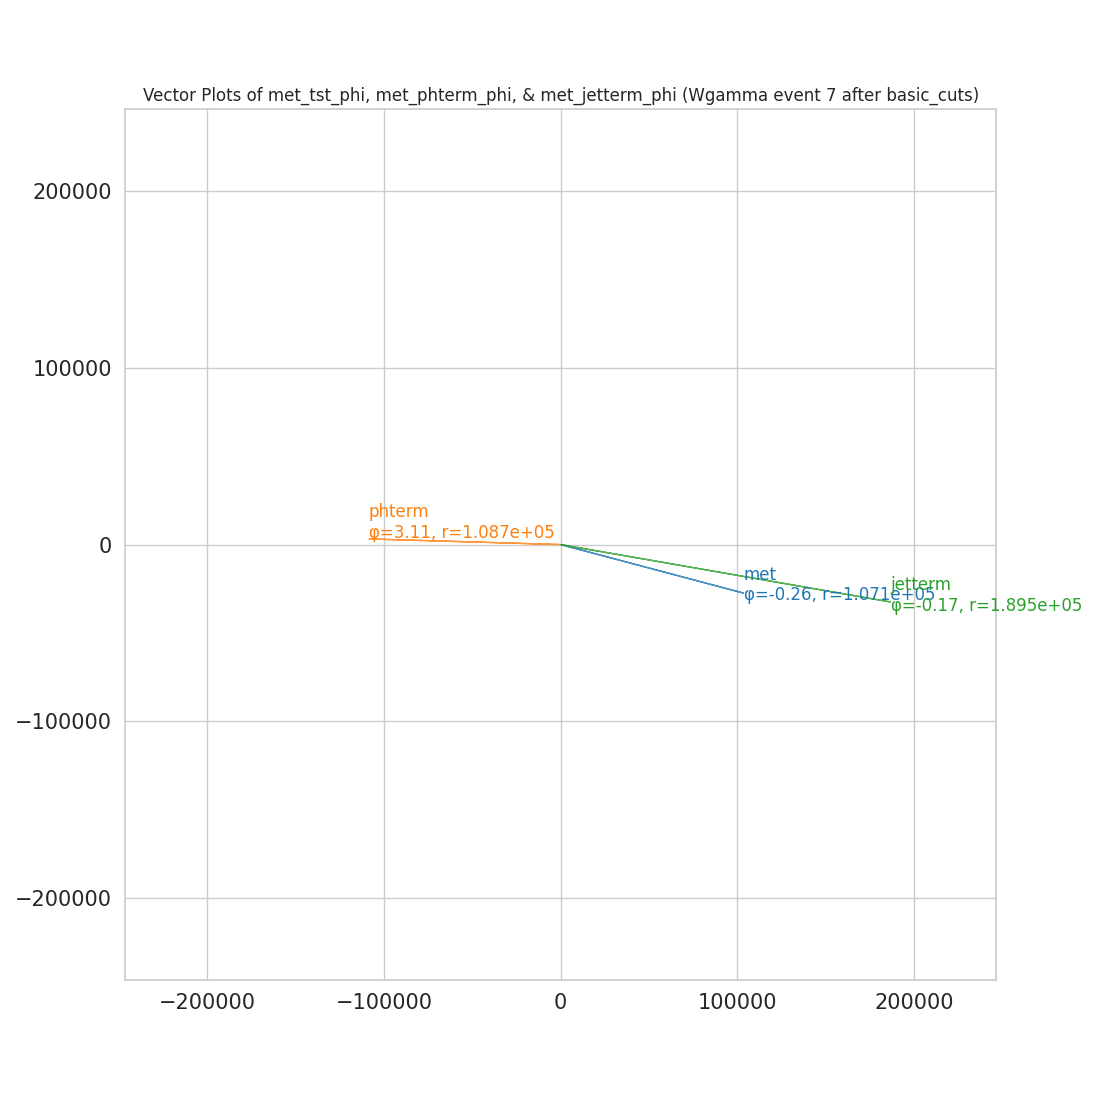 Vector Plots of met_tst_phi, met_phterm_phi, & met_jetterm_phi (Wgamma event 7 after basic_cuts)
200000
100000
0
−100000
−200000
phterm
φ=3.11, r=1.087e+05
met
φ=-0.26, r=1.071e+05
jetterm
φ=-0.17, r=1.895e+05
−200000
−100000
0
100000
200000